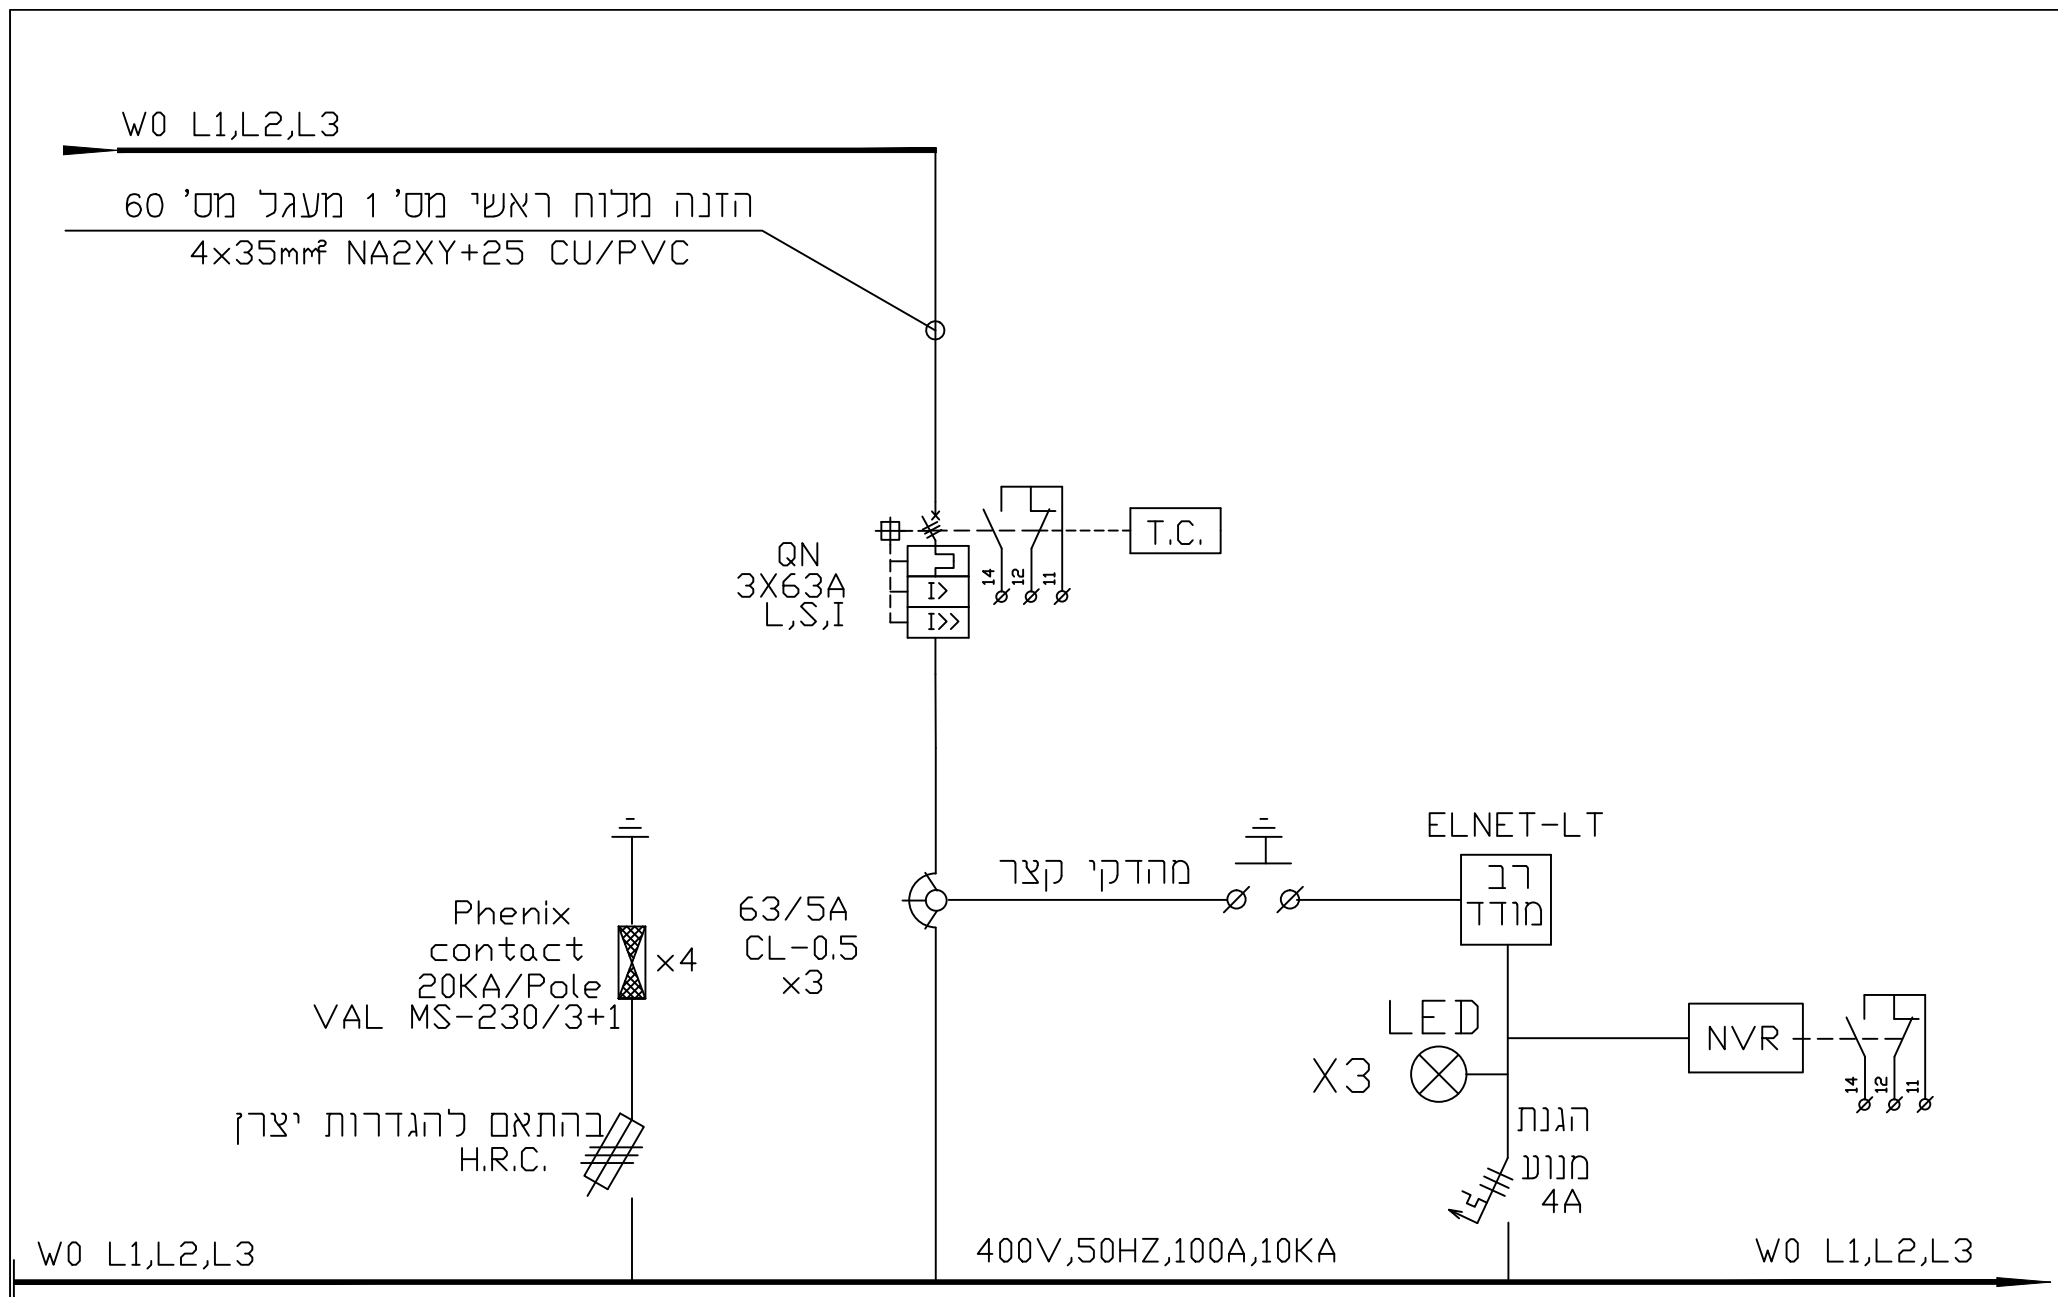 W0 L1,L2,L3
הזנה מלוח ראשי מס' 1 מעגל מס' 60
4x35mm² NA2XY+25 CU/PVC
T.C.
QN
3X63A
L,S,I
I>
I>>
14
12
11
ELNET-LT
רב
מודד
מהדקי קצר
63/5A
CL-0.5
x3
Phenix
contact
20KA/Pole
VAL MS-230/3+1
x4
LED
X3
NVR
14
12
11
בהתאם להגדרות יצרן
H.R.C.
הגנת
מנוע
4A
W0 L1,L2,L3
400V,50HZ,100A,10KA
W0 L1,L2,L3